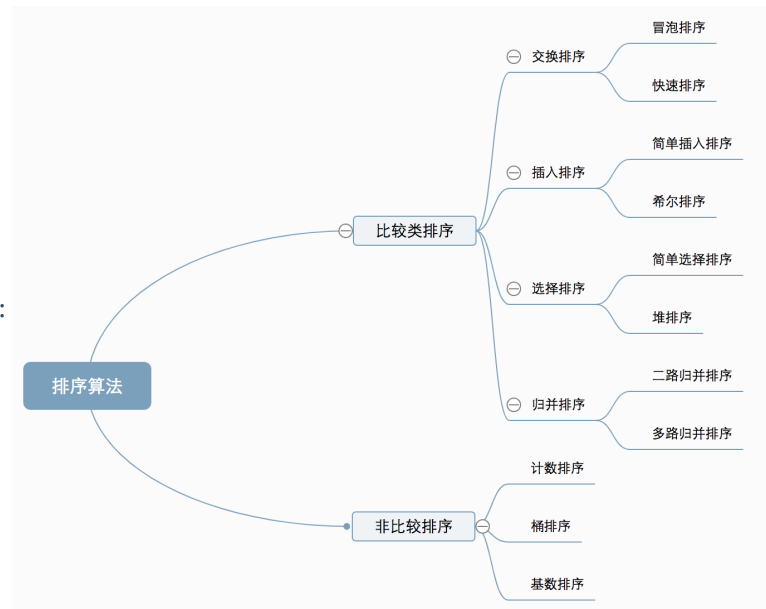 排序算法
比较类排序
交换排序
冒泡排序
快速排序
插入排序
简单插入排序
希尔排序
选择排序
简单选择排序
堆排序
归并排序
二路归并排序
多路归并排序
非比较排序
计数排序
桶排序
基数排序
: